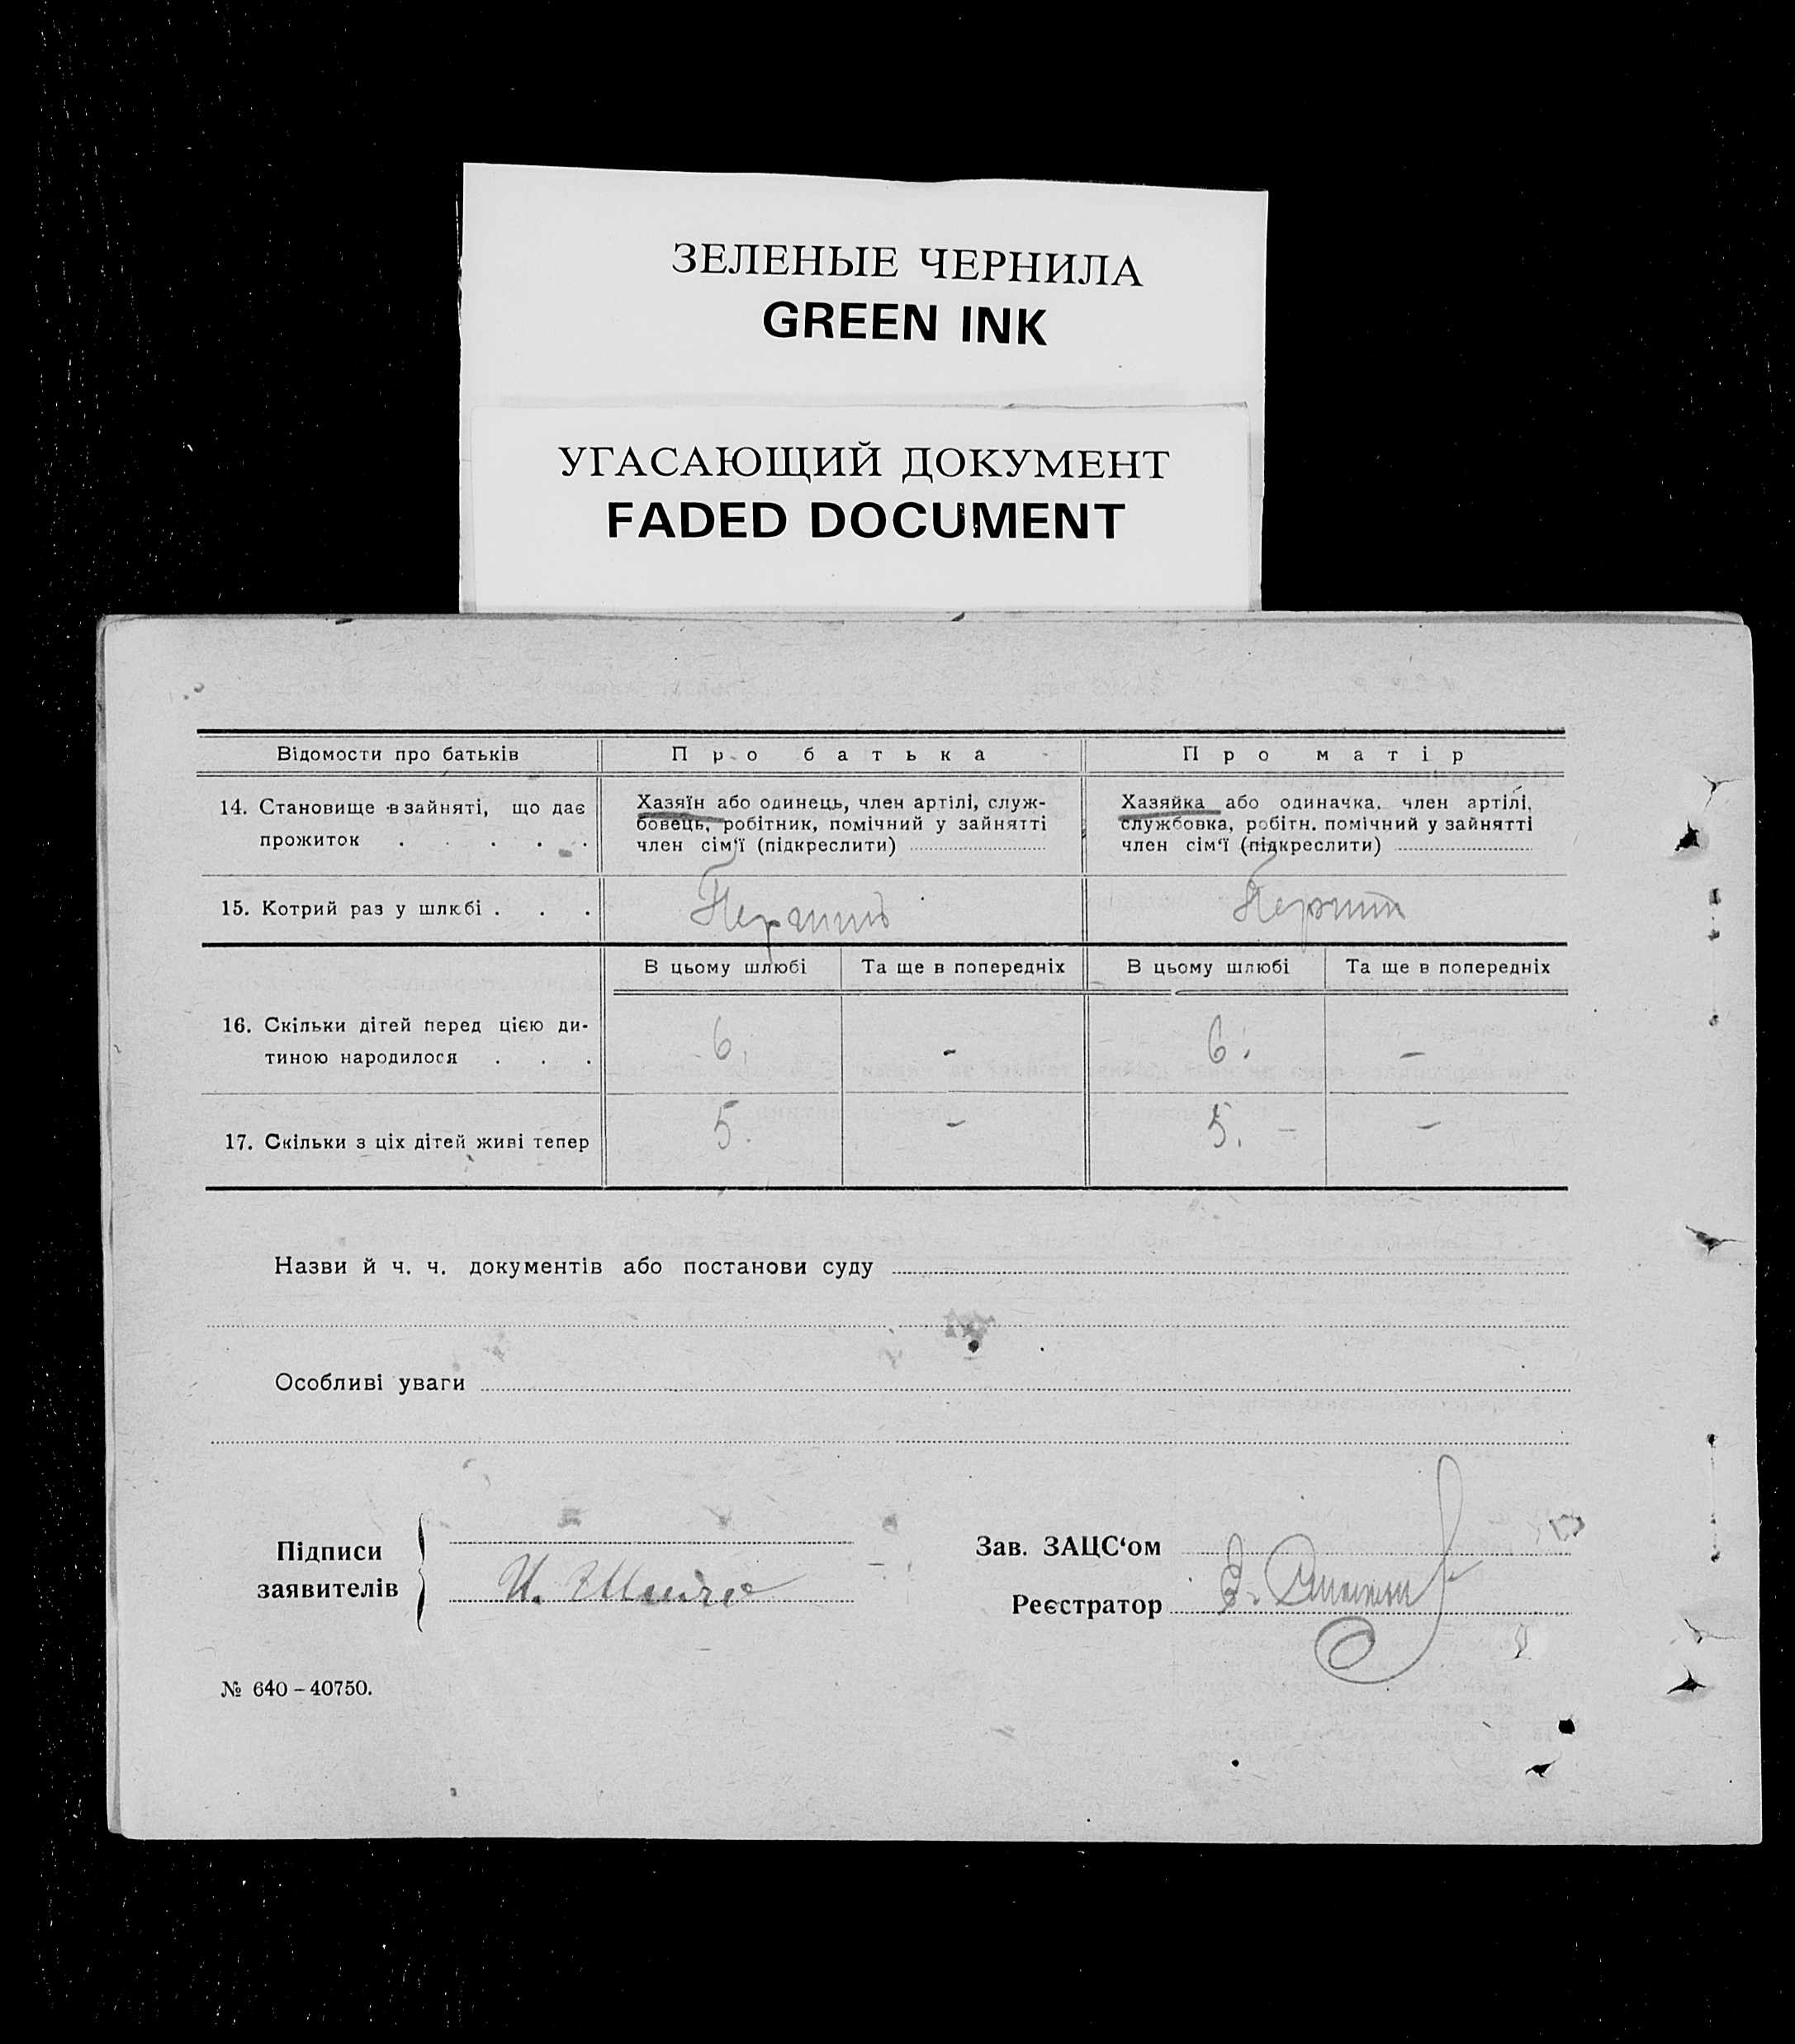 ЗЕЛЕНЫЕ ЧЕРНИЛА
GREEN INK
УГАСАЮЩИЙ ДОКУМЕНТ
FADED DOCUMENT
Відомости про батьків
Про батька
Про матір
14. Становище в зайняті, що дає
прожиток . . . . .
Хазяїн або одинець, член артілі, служ-
бовець, робітник, помічний у зайнятті
член сім'ї (підкреслити)
Хазяйка або одиначка, член артілі,
службовка, робітн. помічний у зайнятті
член сім'ї (підкреслити)
15. Котрий раз у шлюбі . . .
В цьому шлюбі
Та ще в попередніх
В цьому шлюбі
Та ще в попередніх
16. Скільки дітей перед цією ди-
тиною народилося . . .
6.
-
6.
-
17. Скільки з ціх дітей живі тепер
5.
-
5. -
-
Назви й ч. ч. документів або постанови суду
Особливі уваги
Підписи
заявителів
Зав. ЗАЦС'ом
Реєстратор
№ 640 – 40750.